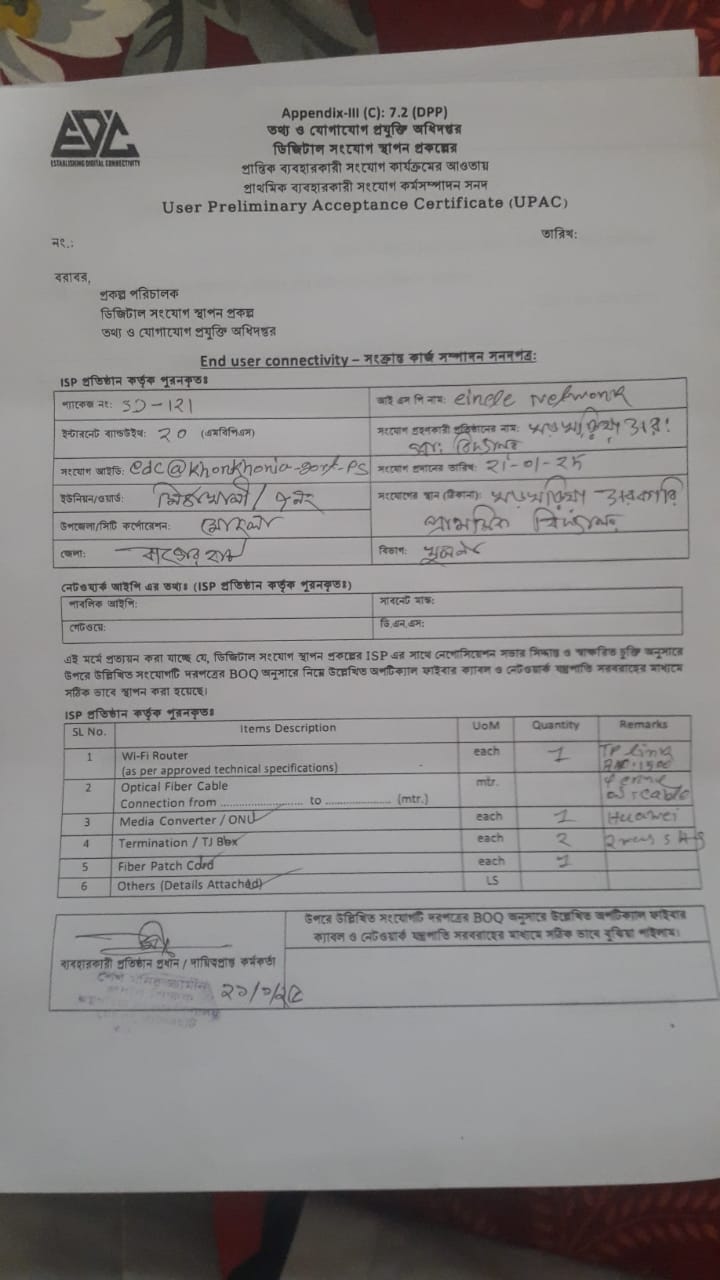 EDC
ESTABLISHING DIGITAL CONNECTIVITY
Appendix-III (C): 7.2 (DPP)
তথ্য ও যোগাযোগ প্রযুক্তি অধিদপ্তর
ডিজিটাল সংযোগ স্থাপন প্রকল্পের
প্রান্তিক ব্যবহারকারী সংযোগ কার্যক্রমের আওতায়
প্রাথমিক ব্যবহারকারী সংযোগ কর্মসম্পাদন সনদ
User Preliminary Acceptance Certificate (UPAC)
নং.:
তারিখ:
বরাবর,
প্রকল্প পরিচালক
ডিজিটাল সংযোগ স্থাপন প্রকল্প
তথ্য ও যোগাযোগ প্রযুক্তি অধিদপ্তর
End user connectivity – সংক্রান্ত কার্য সম্পাদন সনদপত্র:
ISP প্রতিষ্ঠান কর্তৃক পূরনকৃতঃ
প্যাকেজ নং: SD-121
আই এস পি নাম: Network
ইন্টারনেট ব্যান্ডউইথ: 20 (এমবিপিএস)
সংযোগ গ্রহনকারী প্রতিষ্ঠানের নাম:
সংযোগ আইডি: edc@khonkhonia-govt-PS
সংযোগ প্রদানের তারিখ: 21-01-25
ইউনিয়ন/ওয়ার্ড:
সংযোগের স্থান (ঠিকানা): সরকারি
প্রাথমিক বিদ্যালয়
উপজেলা/সিটি কর্পোরেশন:
জেলা:
বিভাগ: খুলনা
নেটওয়ার্ক আইপি এর তথ্যঃ (ISP প্রতিষ্ঠান কর্তৃক পূরনকৃতঃ)
পাবলিক আইপি:
সাবনেট মাস্ক:
গেটওয়ে:
ডি.এন.এস:
এই মর্মে প্রত্যয়ন করা যাচ্ছে যে, ডিজিটাল সংযোগ স্থাপন প্রকল্পের ISP এর সাথে নেগোসিয়েশন সভার সিদ্ধান্ত ও স্বাক্ষরিত চুক্তি অনুসারে
উপরে উল্লিখিত সংযোগটি দরপত্রের BOQ অনুসারে নিম্নে উল্লেখিত অপটিক্যাল ফাইবার ক্যাবল ও নেটওয়ার্ক যন্ত্রপাতি সরবরাহের মাধ্যমে
সঠিক ভাবে স্থাপন করা হয়েছে।
ISP প্রতিষ্ঠান কর্তৃক পূরনকৃতঃ
SL No. Items Description UoM Quantity Remarks
1 Wi-Fi Router each 1 TP link
(as per approved technical specifications)
2 Optical Fiber Cable mtr.
Connection from ............................ to ...................... (mtr.)
3 Media Converter / ONU each 1 Huawei
4 Termination / TJ Box each 2
5 Fiber Patch Cord each 1
6 Others (Details Attached) LS
উপরে উল্লিখিত সংযোগটি দরপত্রের BOQ অনুসারে উল্লেখিত অপটিক্যাল ফাইবার
ক্যাবল ও নেটওয়ার্ক যন্ত্রপাতি সরবরাহের মাধ্যমে সঠিক ভাবে বুঝিয়া পাইলাম।
ব্যবহারকারী প্রতিষ্ঠান প্রধান / দায়িত্বপ্রাপ্ত কর্মকর্তা